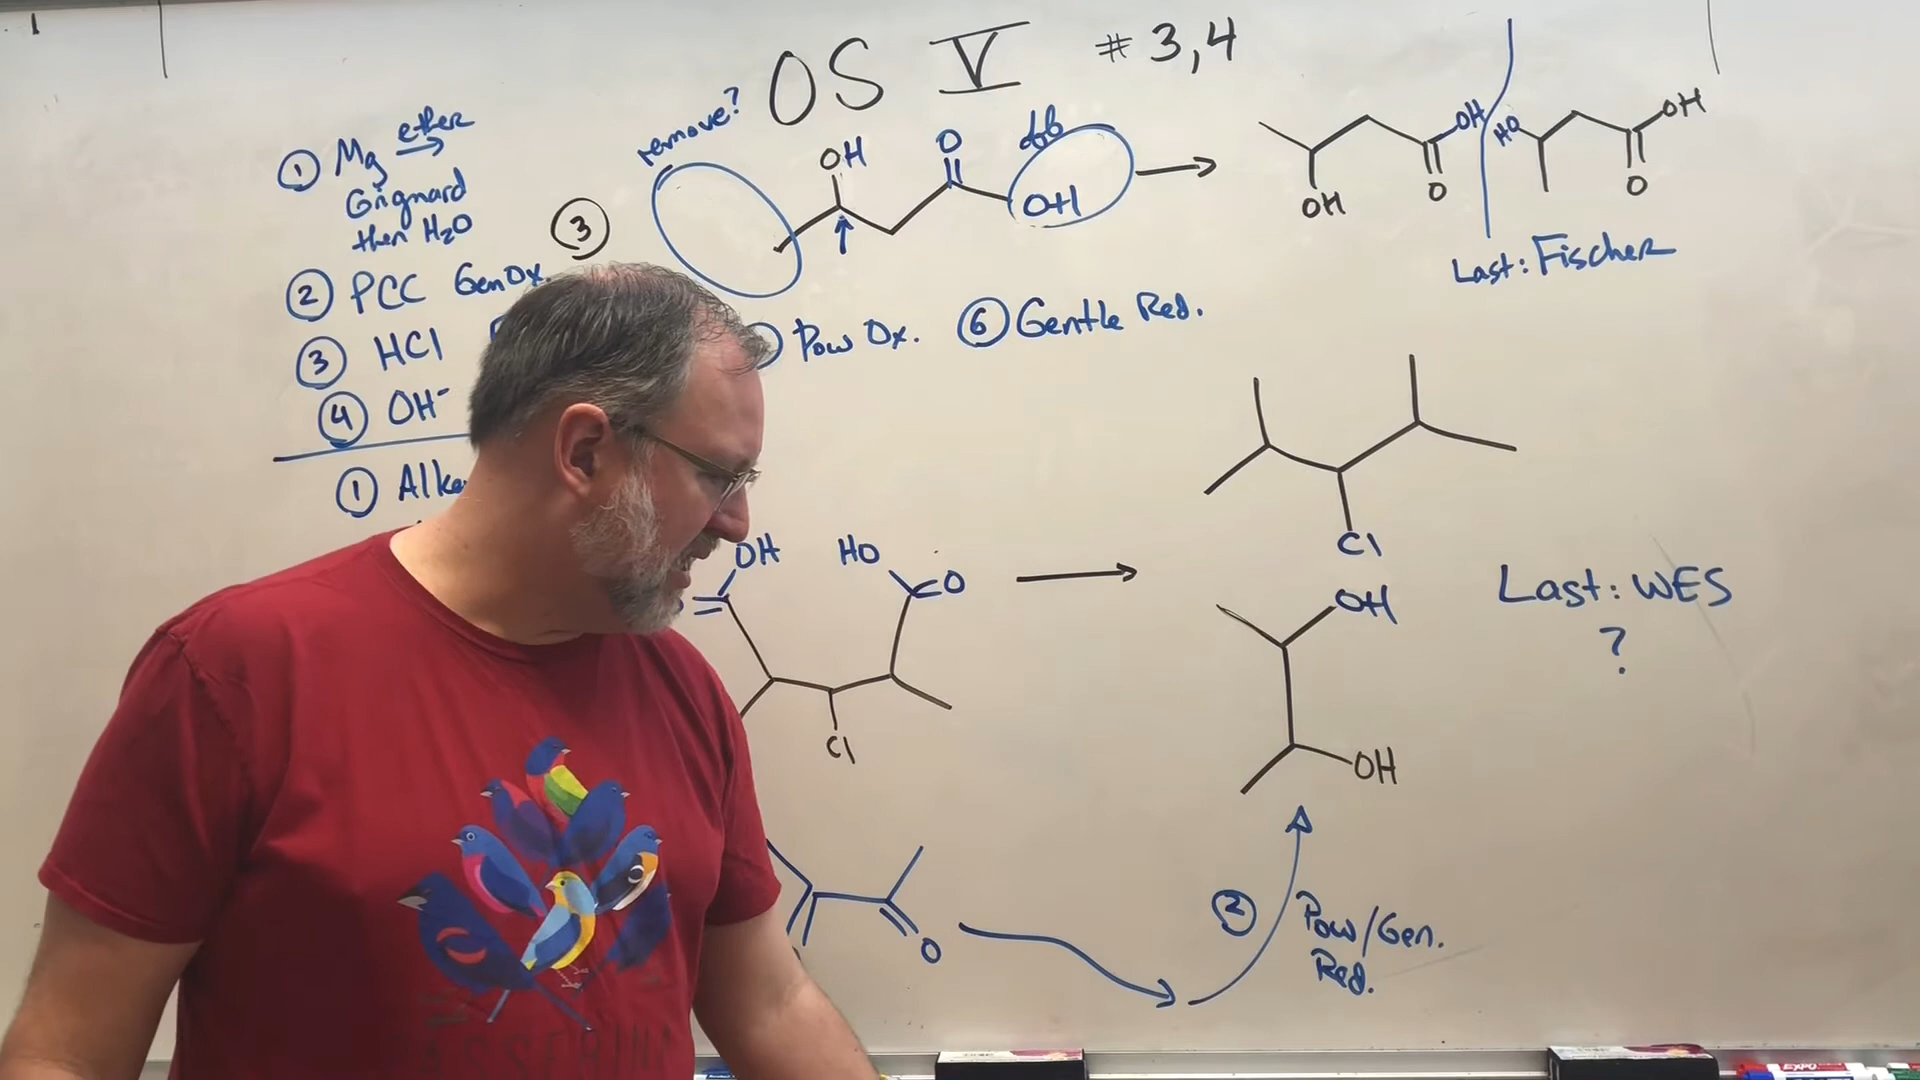 OS V # 3,4
① Mg ether
Grignard
then H₂O
② PCC Gen Ox.
③ HCl
④ OH⁻
① Alke
③
remove?
OH
O
OH
OH
O
OH
HO
OH
O
Last: Fischer
Pow Ox. ⑥ Gentle Red.
Cl
OH
HO
O
Cl
OH
OH
Last: WES
?
O
② Pow/Gen.
Red.
EXPO